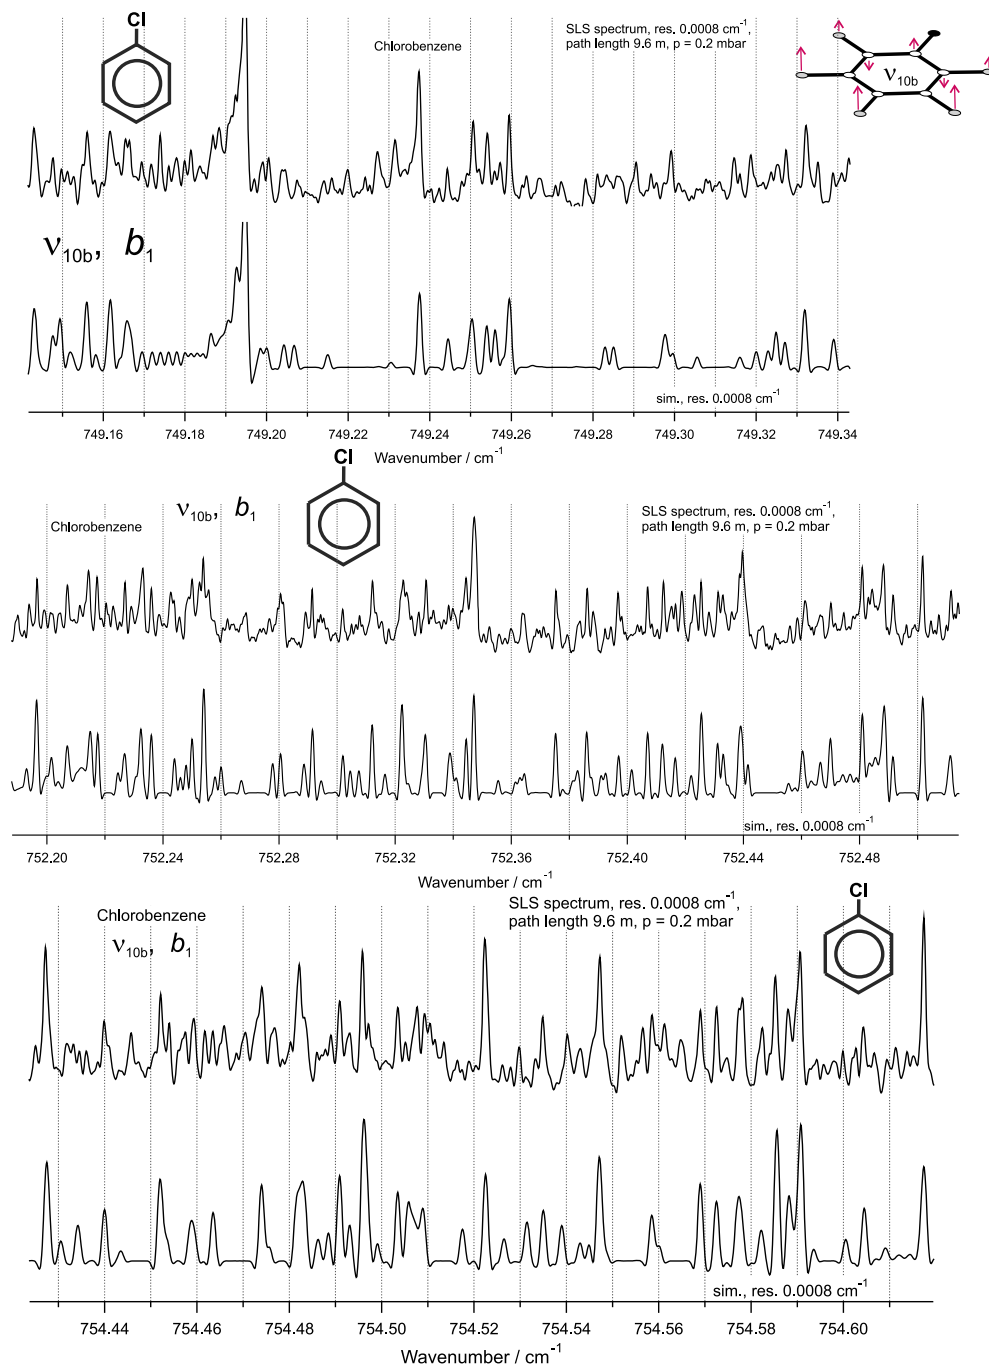 Cl
Chlorobenzene
SLS spectrum, res. 0.0008 cm⁻¹,
path length 9.6 m, p = 0.2 mbar
ν10b
ν10b, b1
sim., res. 0.0008 cm⁻¹
749.16 749.18 749.20 749.22 749.24 749.26 749.28 749.30 749.32 749.34
Wavenumber / cm⁻¹
Cl
Chlorobenzene
ν10b, b1
SLS spectrum, res. 0.0008 cm⁻¹,
path length 9.6 m, p = 0.2 mbar
sim., res. 0.0008 cm⁻¹
752.20 752.24 752.28 752.32 752.36 752.40 752.44 752.48
Wavenumber / cm⁻¹
Cl
Chlorobenzene
ν10b, b1
SLS spectrum, res. 0.0008 cm⁻¹,
path length 9.6 m, p = 0.2 mbar
sim., res. 0.0008 cm⁻¹
754.44 754.46 754.48 754.50 754.52 754.54 754.56 754.58 754.60
Wavenumber / cm⁻¹